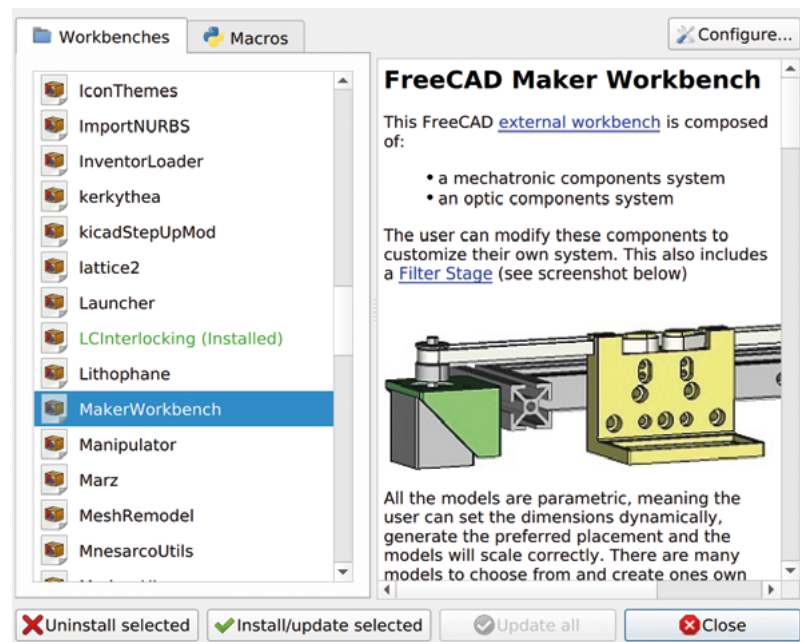 Workbenches
Macros
Configure...
IconThemes
ImportNURBS
InventorLoader
kerkythea
kicadStepUpMod
lattice2
Launcher
LCInterlocking (Installed)
Lithophane
MakerWorkbench
Manipulator
Marz
MeshRemodel
MnesarcoUtils
FreeCAD Maker Workbench
This FreeCAD external workbench is composed
of:
• a mechatronic components system
• an optic components system
The user can modify these components to
customize their own system. This also includes
a Filter Stage (see screenshot below)
All the models are parametric, meaning the
user can set the dimensions dynamically,
generate the preferred placement and the
models will scale correctly. There are many
models to choose from and create ones own
Uninstall selected
Install/update selected
Update all
Close